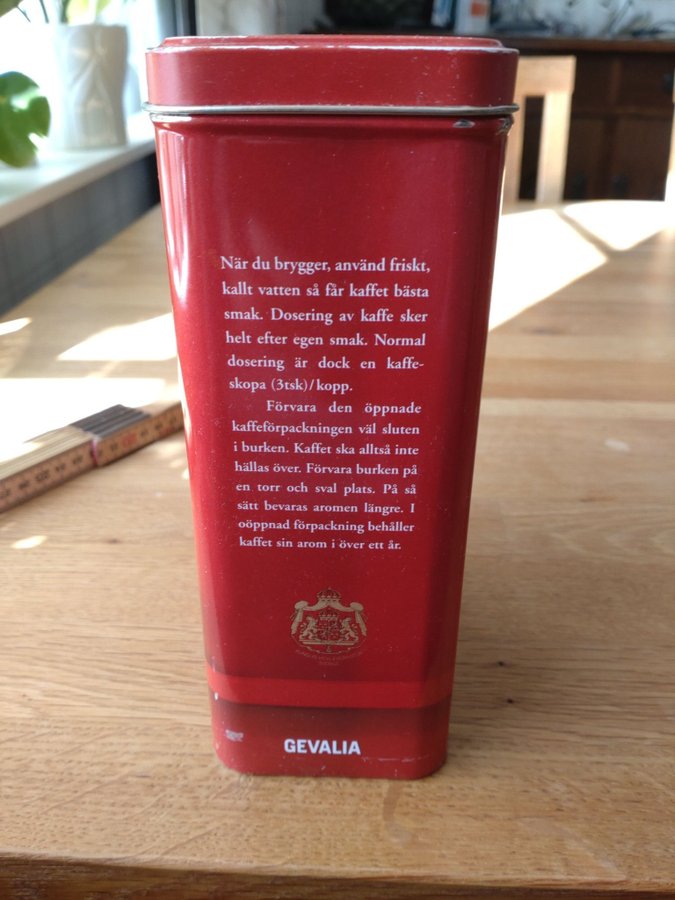 När du brygger, använd friskt,
kallt vatten så får kaffet bästa
smak. Dosering av kaffe sker
helt efter egen smak. Normal
dosering är dock en kaffe-
skopa (3tsk)/kopp.
Förvara den öppnade
kaffeförpackningen väl sluten
i burken. Kaffet ska alltså inte
hällas över. Förvara burken på
en torr och sval plats. På så
sätt bevaras aromen längre. I
oöppnad förpackning behåller
kaffet sin arom i över ett år.
GEVALIA